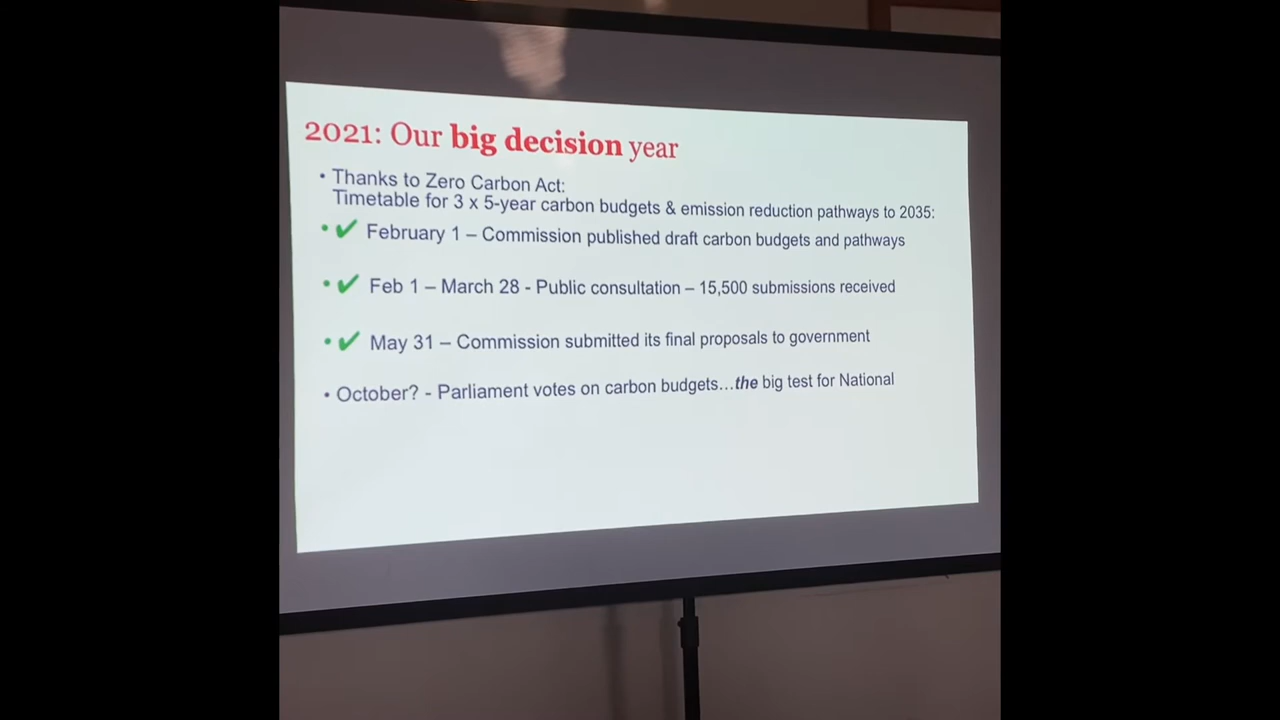 2021: Our big decision year
• Thanks to Zero Carbon Act:
Timetable for 3 x 5-year carbon budgets & emission reduction pathways to 2035:
• ✔ February 1 – Commission published draft carbon budgets and pathways
• ✔ Feb 1 – March 28 - Public consultation – 15,500 submissions received
• ✔ May 31 – Commission submitted its final proposals to government
• October? - Parliament votes on carbon budgets…the big test for National